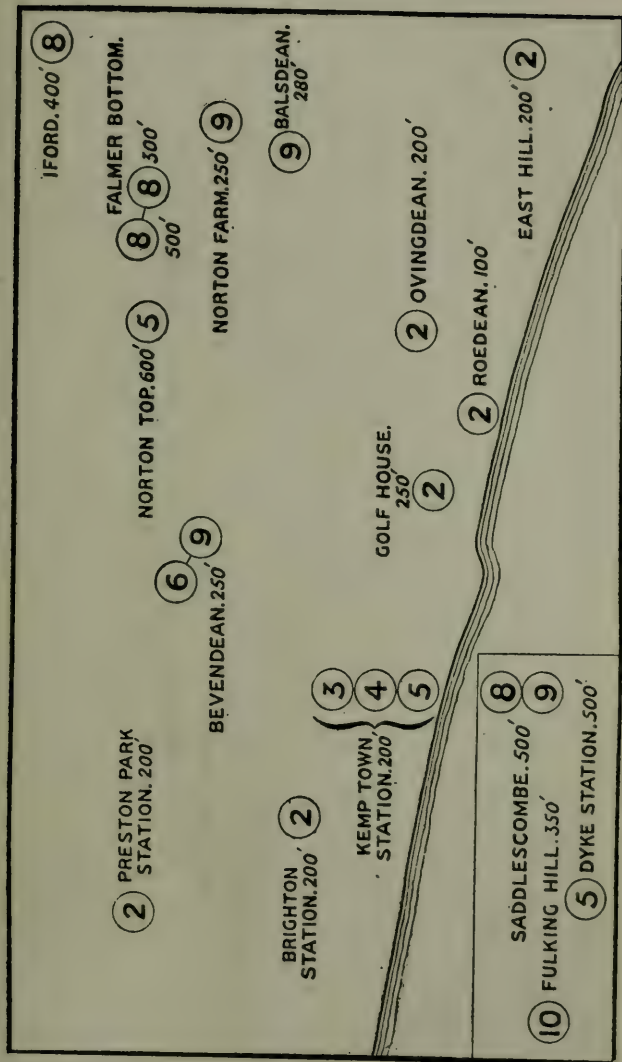 IFORD. 400′ 8
FALMER BOTTOM.
8 8 300′
500′
NORTON TOP. 600′ 5
NORTON FARM. 250′ 9
9 BALSDEAN.
280′
6 9
BEVENDEAN. 250′
2 PRESTON PARK
STATION. 200′
2 OVINGDEAN. 200′
GOLF HOUSE.
250′
2
2 ROEDEAN. 100′
EAST HILL. 200′ 2
BRIGHTON
STATION. 200′ 2
KEMP TOWN
STATION. 200′
3
4
5
SADDLESCOMBE. 500′ 8
9
10 FULKING HILL. 350′
5 DYKE STATION. 500′